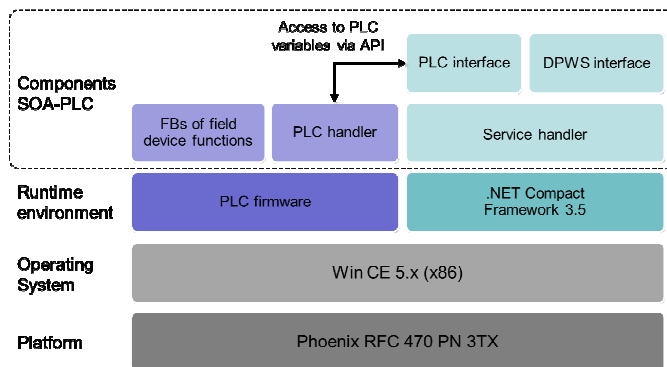 Access to PLC
variables via API
PLC interface
DPWS interface
Components
SOA-PLC
FBs of field
device functions
PLC handler
Service handler
Runtime
environment
PLC firmware
.NET Compact
Framework 3.5
Operating
System
Win CE 5.x (x86)
Platform
Phoenix RFC 470 PN 3TX